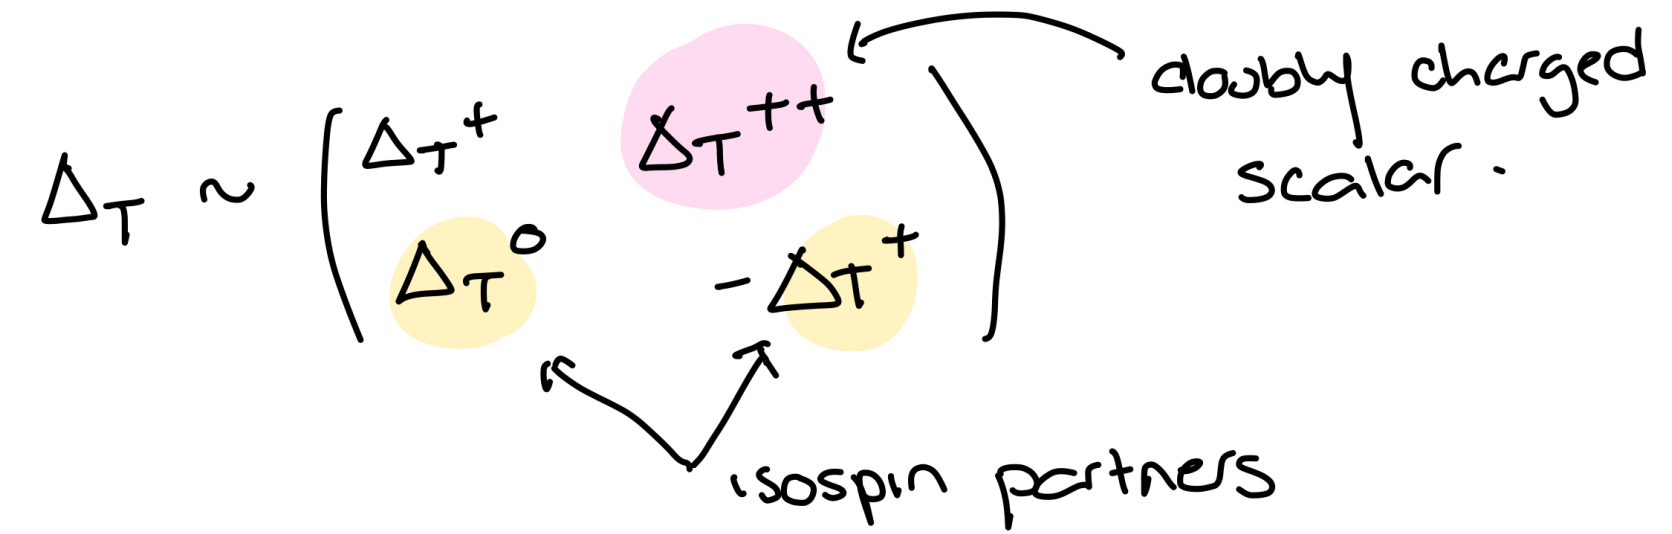 Δ_T ~ ( Δ_T^+ Δ_T^{++} ) doubly charged
Δ_T^0 -Δ_T^+ scalar.
isospin partners